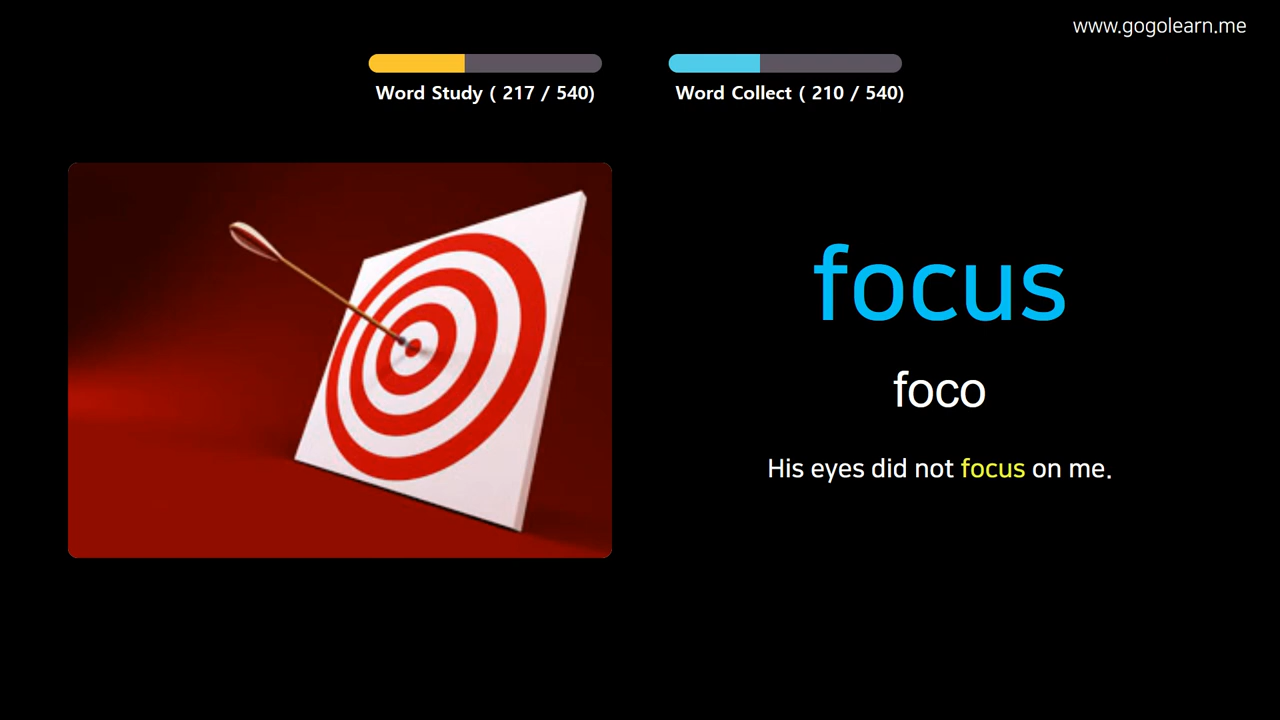 www.gogolearn.me
Word Study ( 217 / 540)
Word Collect ( 210 / 540)
focus
foco
His eyes did not focus on me.